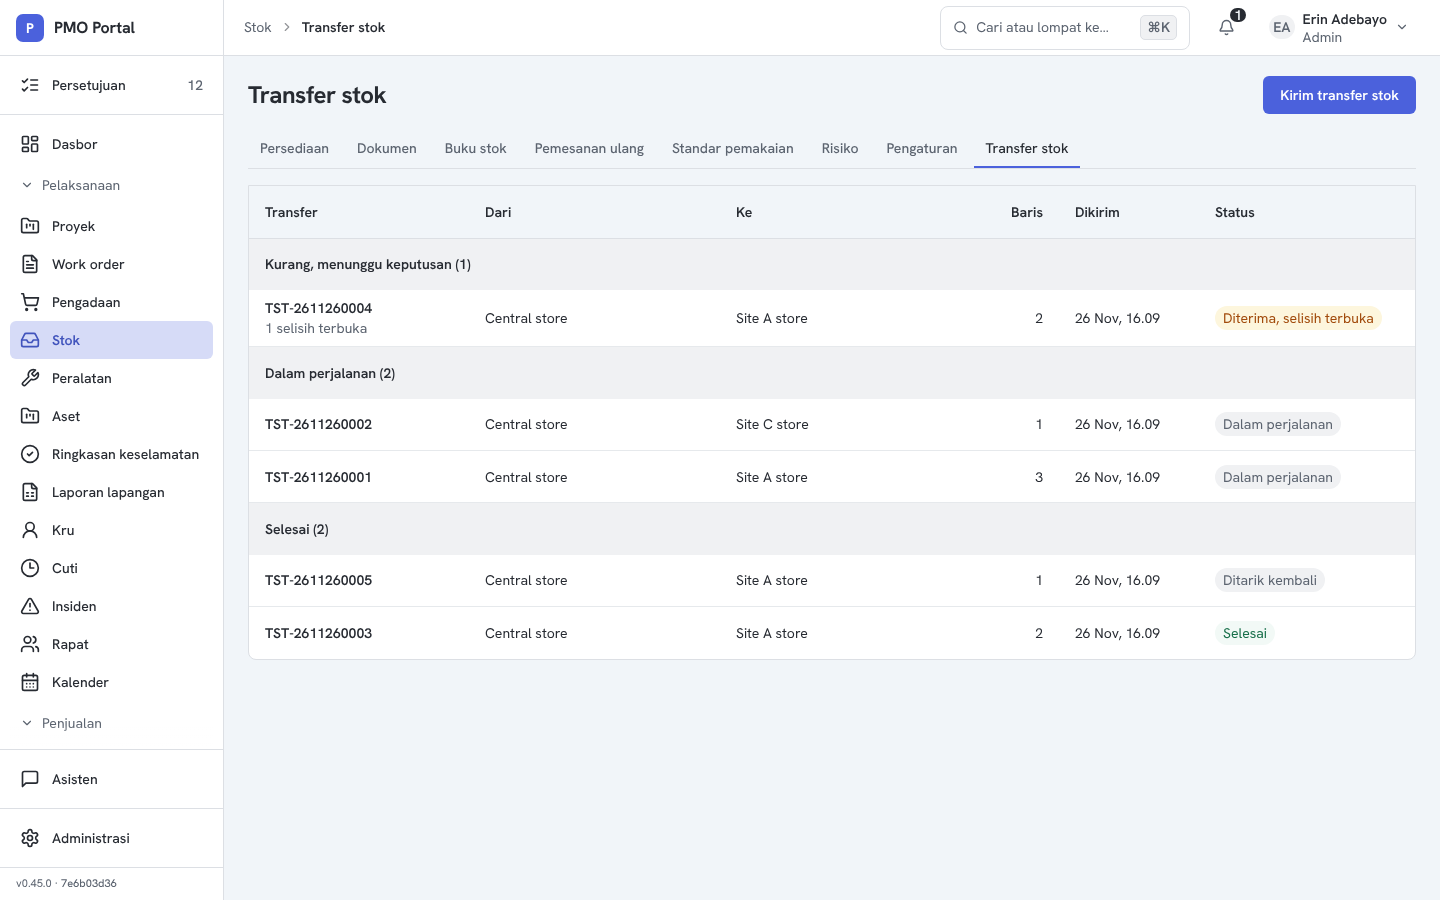 P PMO Portal
Stok > Transfer stok
Cari atau lompat ke... ⌘K
1
EA
Erin Adebayo
Admin
Persetujuan 12
Dasbor
Pelaksanaan
Proyek
Work order
Pengadaan
Stok
Peralatan
Aset
Ringkasan keselamatan
Laporan lapangan
Kru
Cuti
Insiden
Rapat
Kalender
Penjualan
Asisten
Administrasi
v0.45.0 · 7e6b03d36
Transfer stok
Kirim transfer stok
Persediaan Dokumen Buku stok Pemesanan ulang Standar pemakaian Risiko Pengaturan Transfer stok
Transfer Dari Ke Baris Dikirim Status
Kurang, menunggu keputusan (1)
TST-2611260004 Central store Site A store 2 26 Nov, 16.09 Diterima, selisih terbuka
1 selisih terbuka
Dalam perjalanan (2)
TST-2611260002 Central store Site C store 1 26 Nov, 16.09 Dalam perjalanan
TST-2611260001 Central store Site A store 3 26 Nov, 16.09 Dalam perjalanan
Selesai (2)
TST-2611260005 Central store Site A store 1 26 Nov, 16.09 Ditarik kembali
TST-2611260003 Central store Site A store 2 26 Nov, 16.09 Selesai